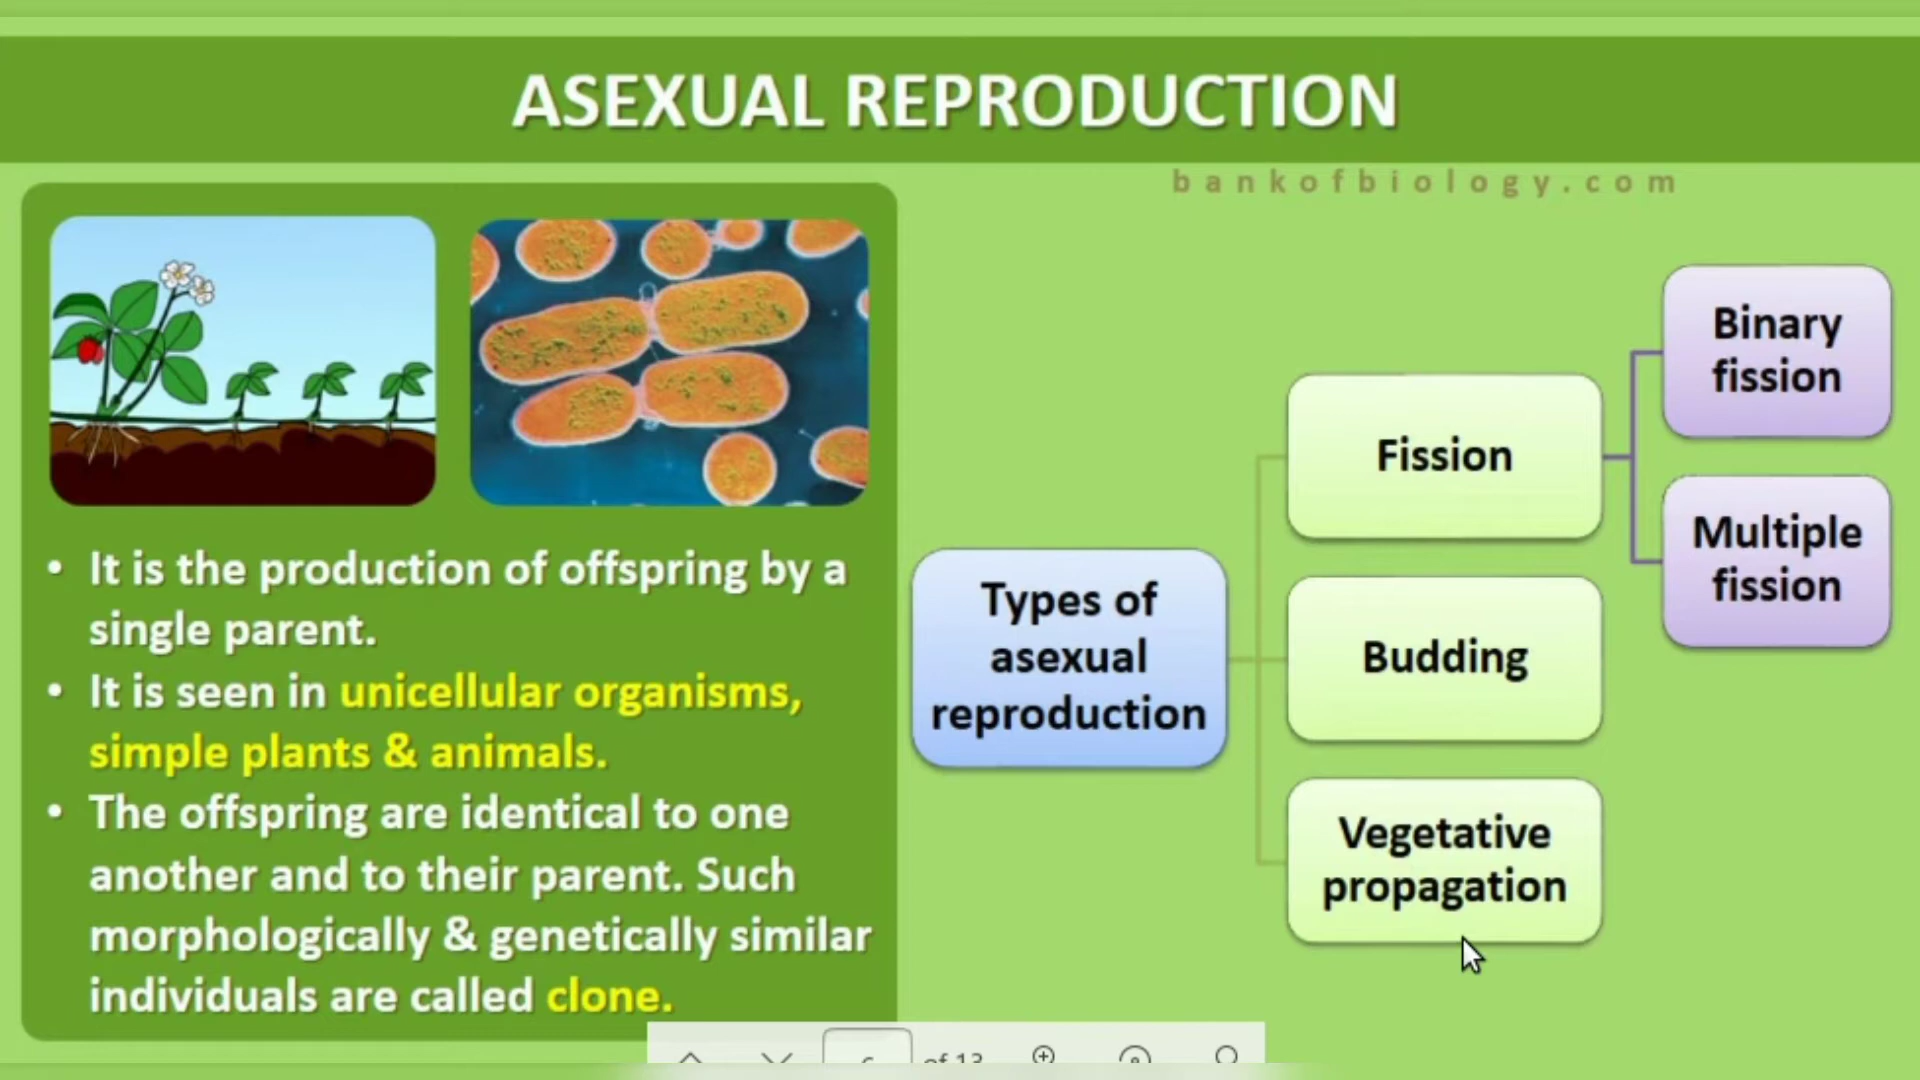 ASEXUAL REPRODUCTION
bankofbiology.com
• It is the production of offspring by a
single parent.
• It is seen in unicellular organisms,
simple plants & animals.
• The offspring are identical to one
another and to their parent. Such
morphologically & genetically similar
individuals are called clone.
Types of
asexual
reproduction
Fission
Budding
Vegetative
propagation
Binary
fission
Multiple
fission
of 13